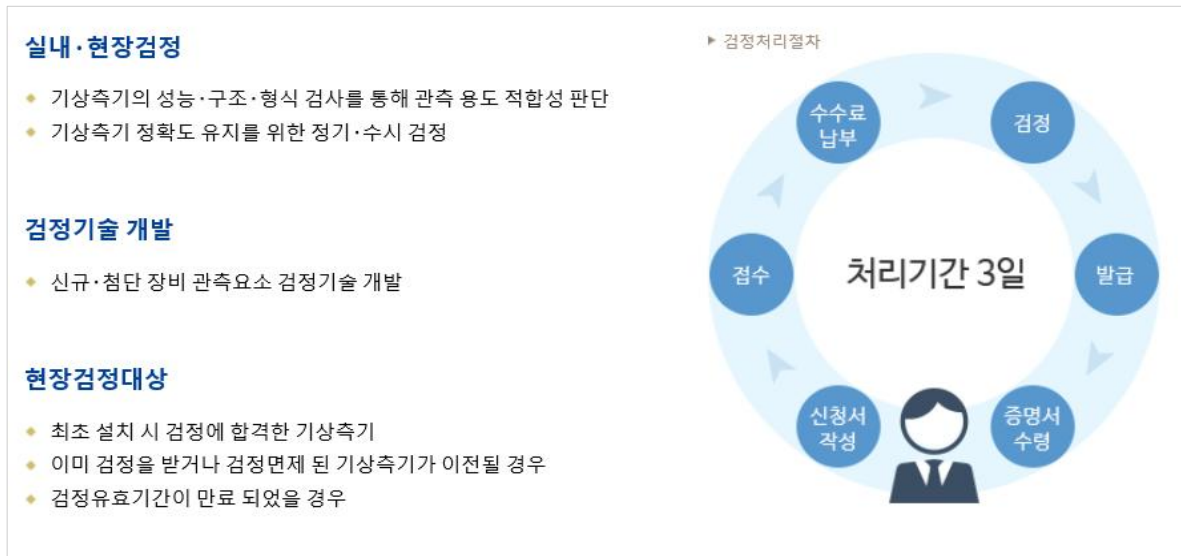 실내·현장검정
기상측기의 성능·구조·형식 검사를 통해 관측 용도 적합성 판단
기상측기 정확도 유지를 위한 정기·수시 검정
검정기술 개발
신규·첨단 장비 관측요소 검정기술 개발
현장검정대상
최초 설치 시 검정에 합격한 기상측기
이미 검정을 받거나 검정면제 된 기상측기가 이전될 경우
검정유효기간이 만료 되었을 경우
검정처리절차
신청서
작성
접수
수수료
납부
검정
발급
증명서
수령
처리기간 3일